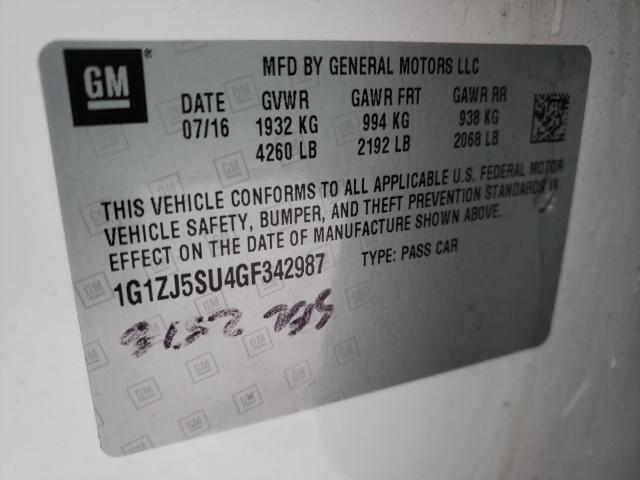 GM
MFD BY GENERAL MOTORS LLC
DATE GVWR GAWR FRT GAWR RR
07/16 1932 KG 994 KG 938 KG
4260 LB 2192 LB 2068 LB
THIS VEHICLE CONFORMS TO ALL APPLICABLE U.S. FEDERAL MOTOR
VEHICLE SAFETY, BUMPER, AND THEFT PREVENTION STANDARDS IN
EFFECT ON THE DATE OF MANUFACTURE SHOWN ABOVE.
1G1ZJ5SU4GF342987 TYPE: PASS CAR